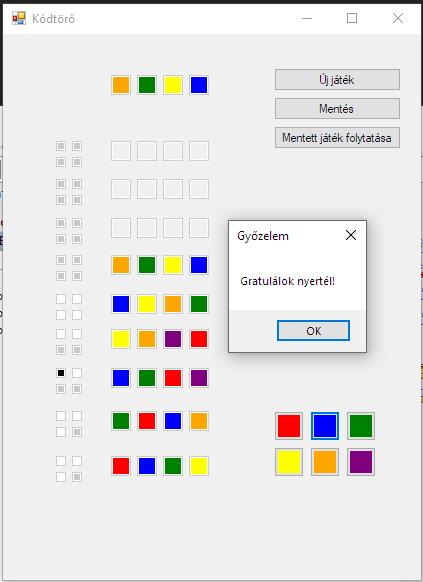 Kódtörő
Új játék
Mentés
Mentett játék folytatása
Győzelem
Gratulálok nyertél!
OK